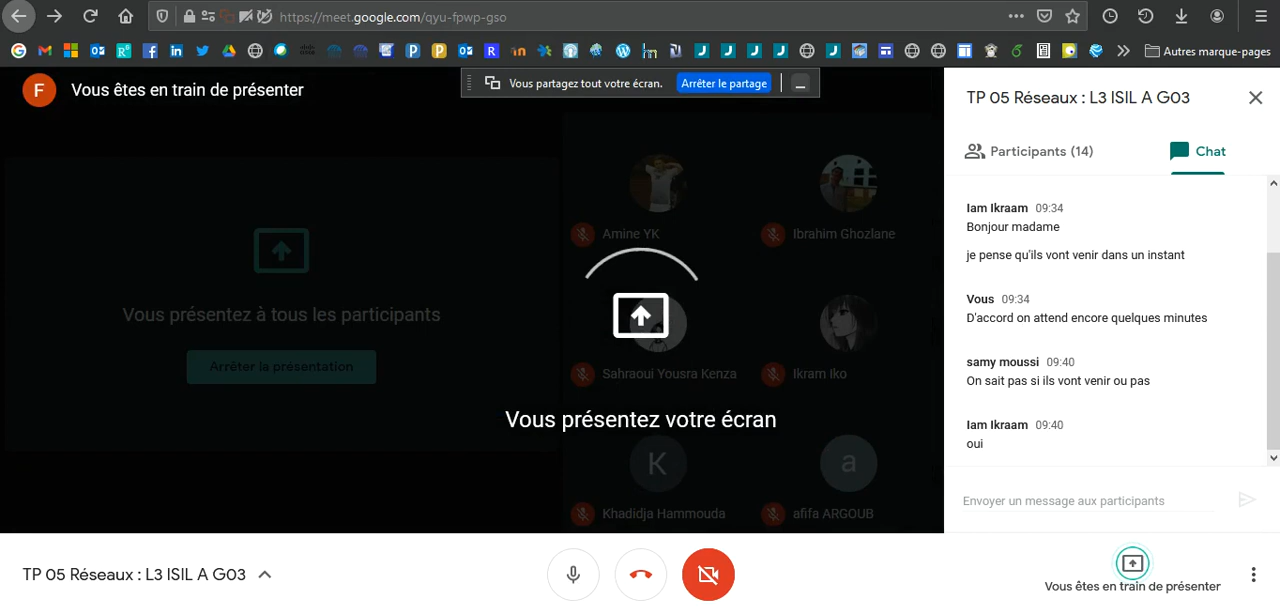 https://meet.google.com/qyu-fpwp-gso
Autres marque-pages
F
Vous êtes en train de présenter
Vous partagez tout votre écran.
Arrêter le partage
TP 05 Réseaux : L3 ISIL A G03
Participants (14)
Chat
Vous présentez à tous les participants
Arrêter la présentation
Amine YK
Ibrahim Ghozlane
Sahraoui Yousra Kenza
Ikram Iko
Vous présentez votre écran
K
a
Khadidja Hammouda
afifa ARGOUB
Iam Ikraam 09:34
Bonjour madame
je pense qu'ils vont venir dans un instant
Vous 09:34
D'accord on attend encore quelques minutes
samy moussi 09:40
On sait pas si ils vont venir ou pas
Iam Ikraam 09:40
oui
Envoyer un message aux participants
TP 05 Réseaux : L3 ISIL A G03
Vous êtes en train de présenter